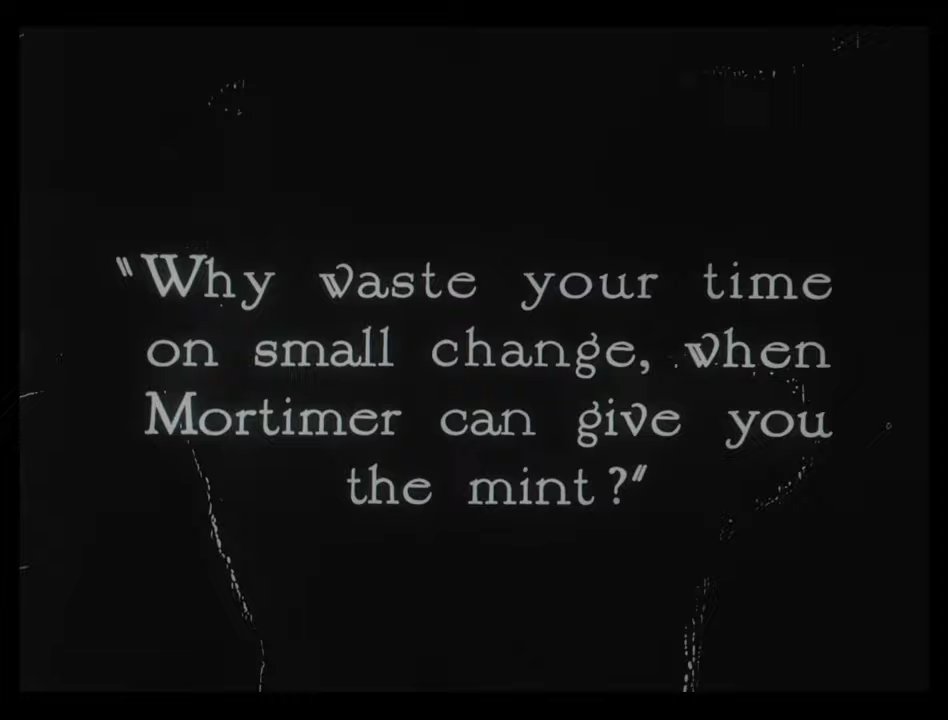 "Why waste your time
on small change, when
Mortimer can give you
the mint?"